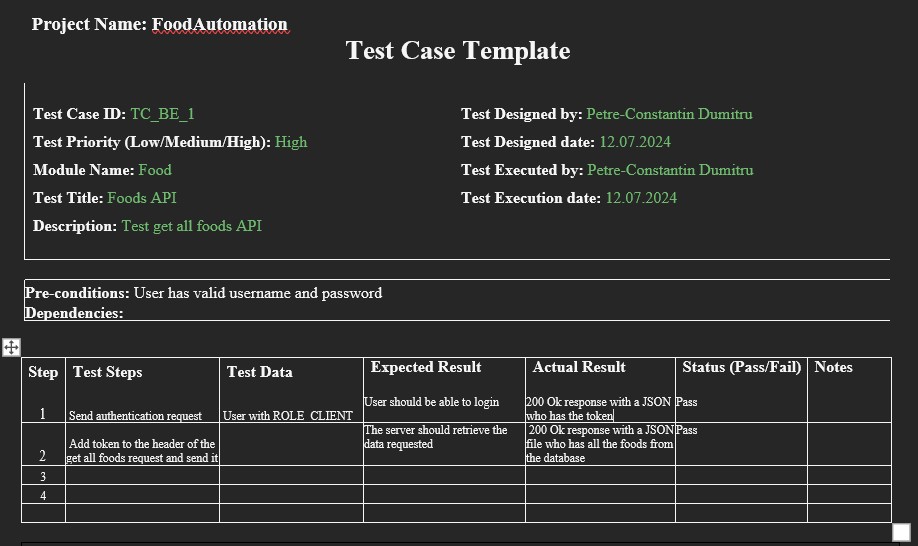 Project Name: FoodAutomation
Test Case Template
Test Case ID: TC_BE_1
Test Designed by: Petre-Constantin Dumitru
Test Priority (Low/Medium/High): High
Test Designed date: 12.07.2024
Module Name: Food
Test Executed by: Petre-Constantin Dumitru
Test Title: Foods API
Test Execution date: 12.07.2024
Description: Test get all foods API
Pre-conditions: User has valid username and password
Dependencies:
Step
Test Steps
Test Data
Expected Result
Actual Result
Status (Pass/Fail)
Notes
1
Send authentication request
User with ROLE_CLIENT
User should be able to login
200 Ok response with a JSON
who has the token
Pass
2
Add token to the header of the
get all foods request and send it
The server should retrieve the
data requested
200 Ok response with a JSON
file who has all the foods from
the database
Pass
3
4